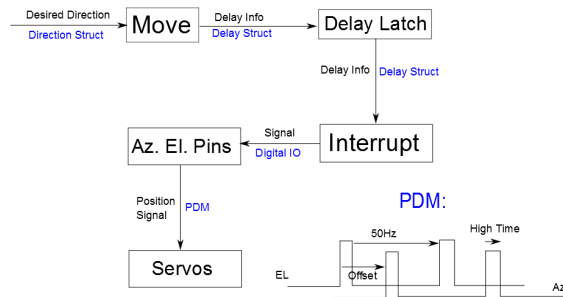 Desired Direction
Direction Struct
Move
Delay Info
Delay Struct
Delay Latch
Delay Info Delay Struct
Interrupt
Signal
Digital IO
Az. El. Pins
Position
Signal
PDM
Servos
PDM:
50Hz
High Time
Offset
EL
Az